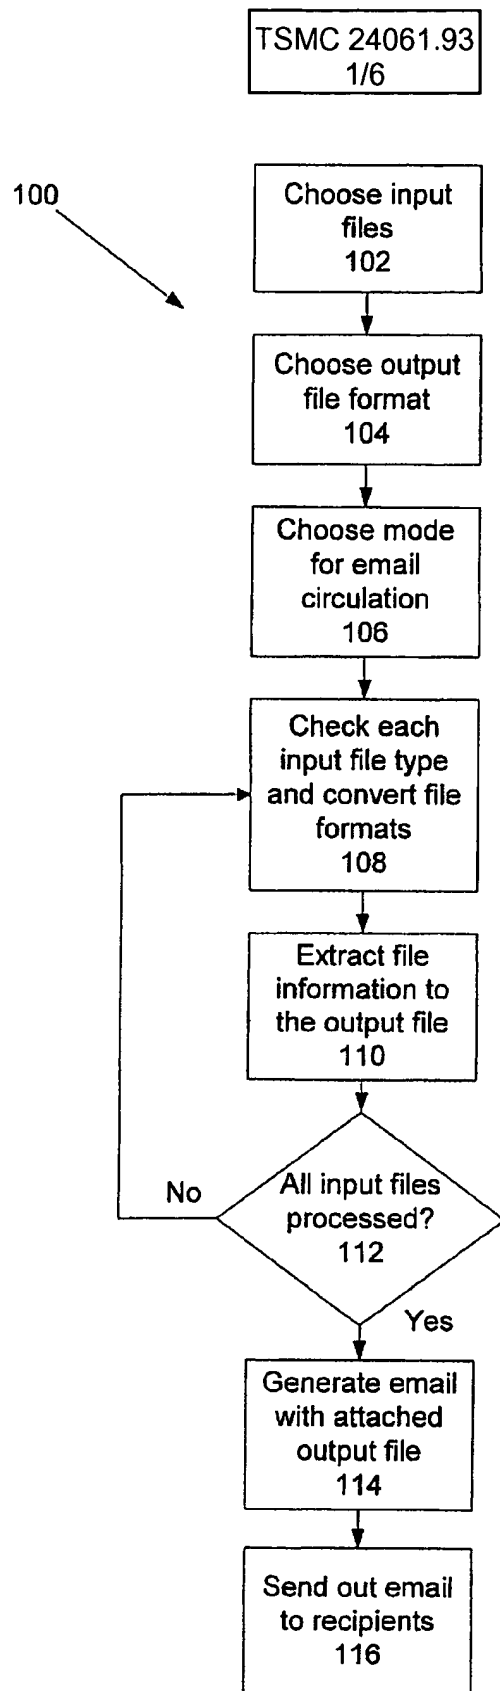 TSMC 24061.93
1/6
100
Choose input
files
102
Choose output
file format
104
Choose mode
for email
circulation
106
Check each
input file type
and convert file
formats
108
Extract file
information to
the output file
110
No
All input files
processed?
112
Yes
Generate email
with attached
output file
114
Send out email
to recipients
116